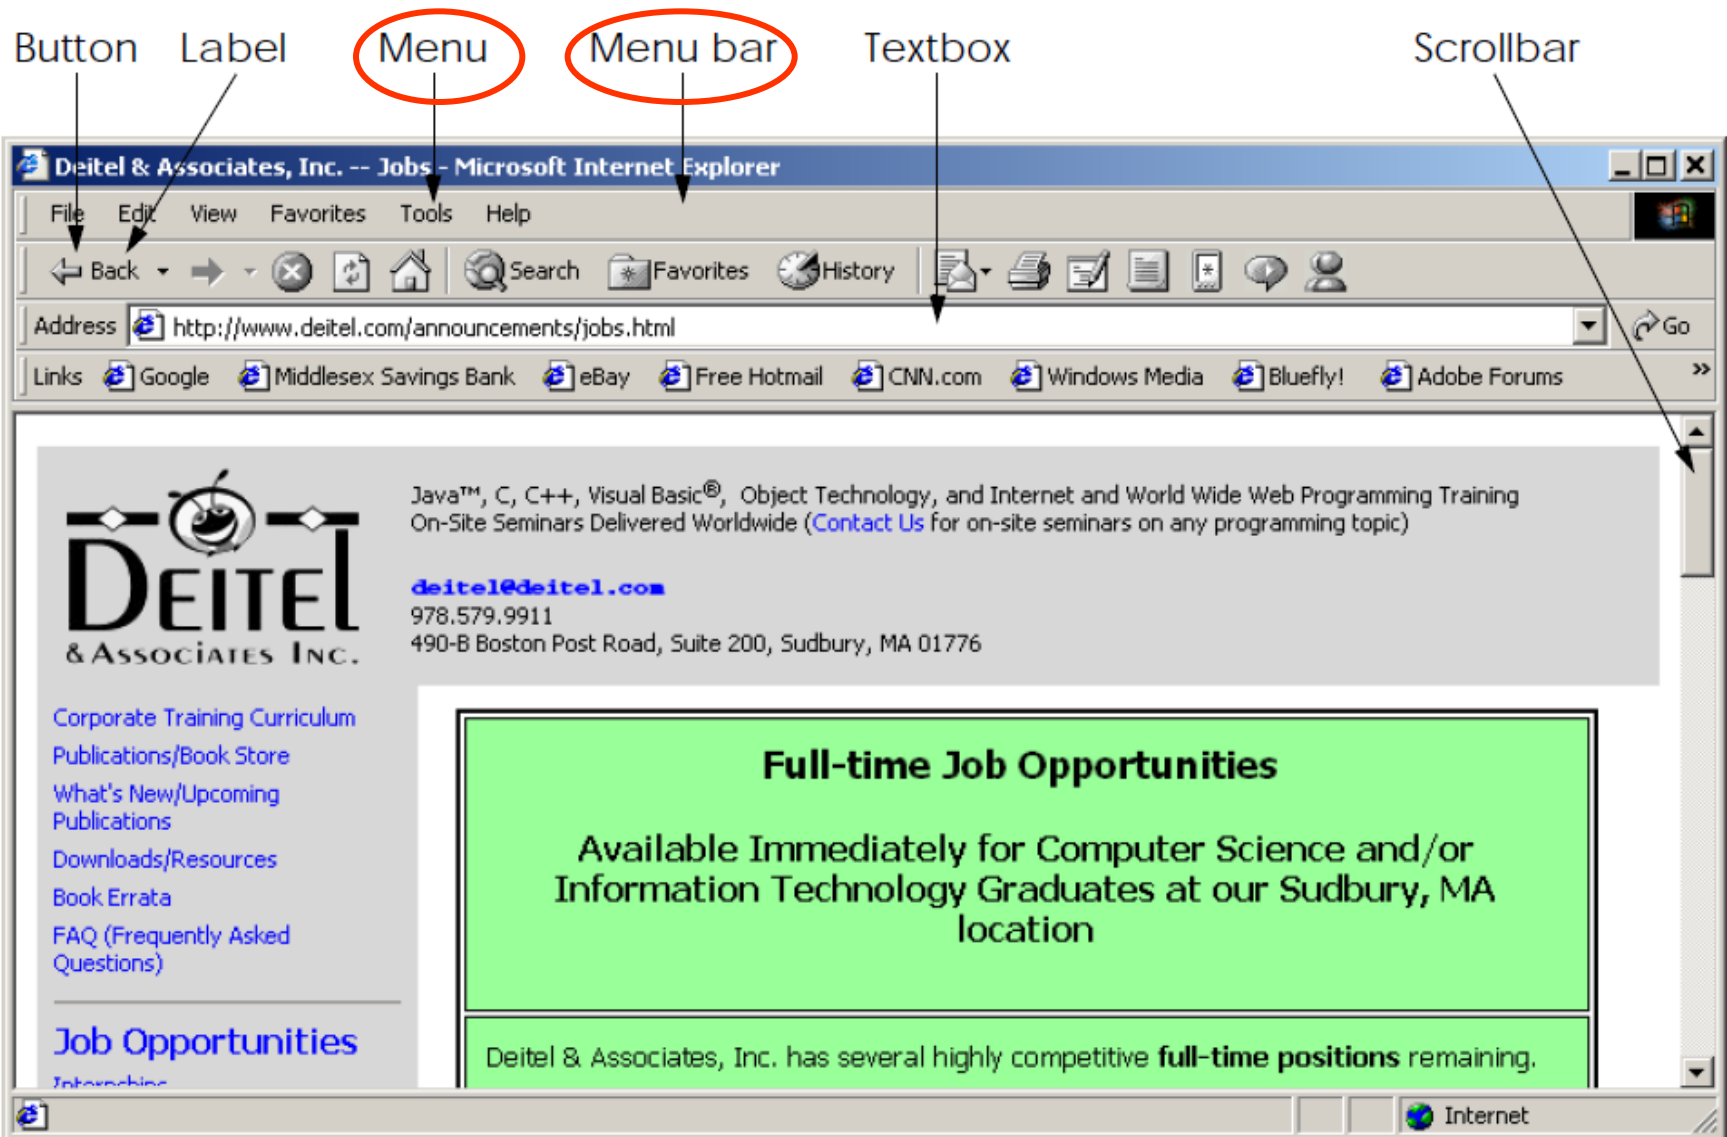 Button Label Menu Menu bar Textbox Scrollbar
Deitel & Associates, Inc. -- Jobs - Microsoft Internet Explorer
File Edit View Favorites Tools Help
Back Search Favorites History
Address http://www.deitel.com/announcements/jobs.html Go
Links Google Middlesex Savings Bank eBay Free Hotmail CNN.com Windows Media Bluefly! Adobe Forums »
Java™, C, C++, Visual Basic®, Object Technology, and Internet and World Wide Web Programming Training
On-Site Seminars Delivered Worldwide (Contact Us for on-site seminars on any programming topic)
deitel@deitel.com
978.579.9911
490-B Boston Post Road, Suite 200, Sudbury, MA 01776
DEITEL
& ASSOCIATES INC.
Corporate Training Curriculum
Publications/Book Store
What's New/Upcoming
Publications
Downloads/Resources
Book Errata
FAQ (Frequently Asked
Questions)
Job Opportunities
Internships
Full-time Job Opportunities
Available Immediately for Computer Science and/or
Information Technology Graduates at our Sudbury, MA
location
Deitel & Associates, Inc. has several highly competitive full-time positions remaining.
Internet